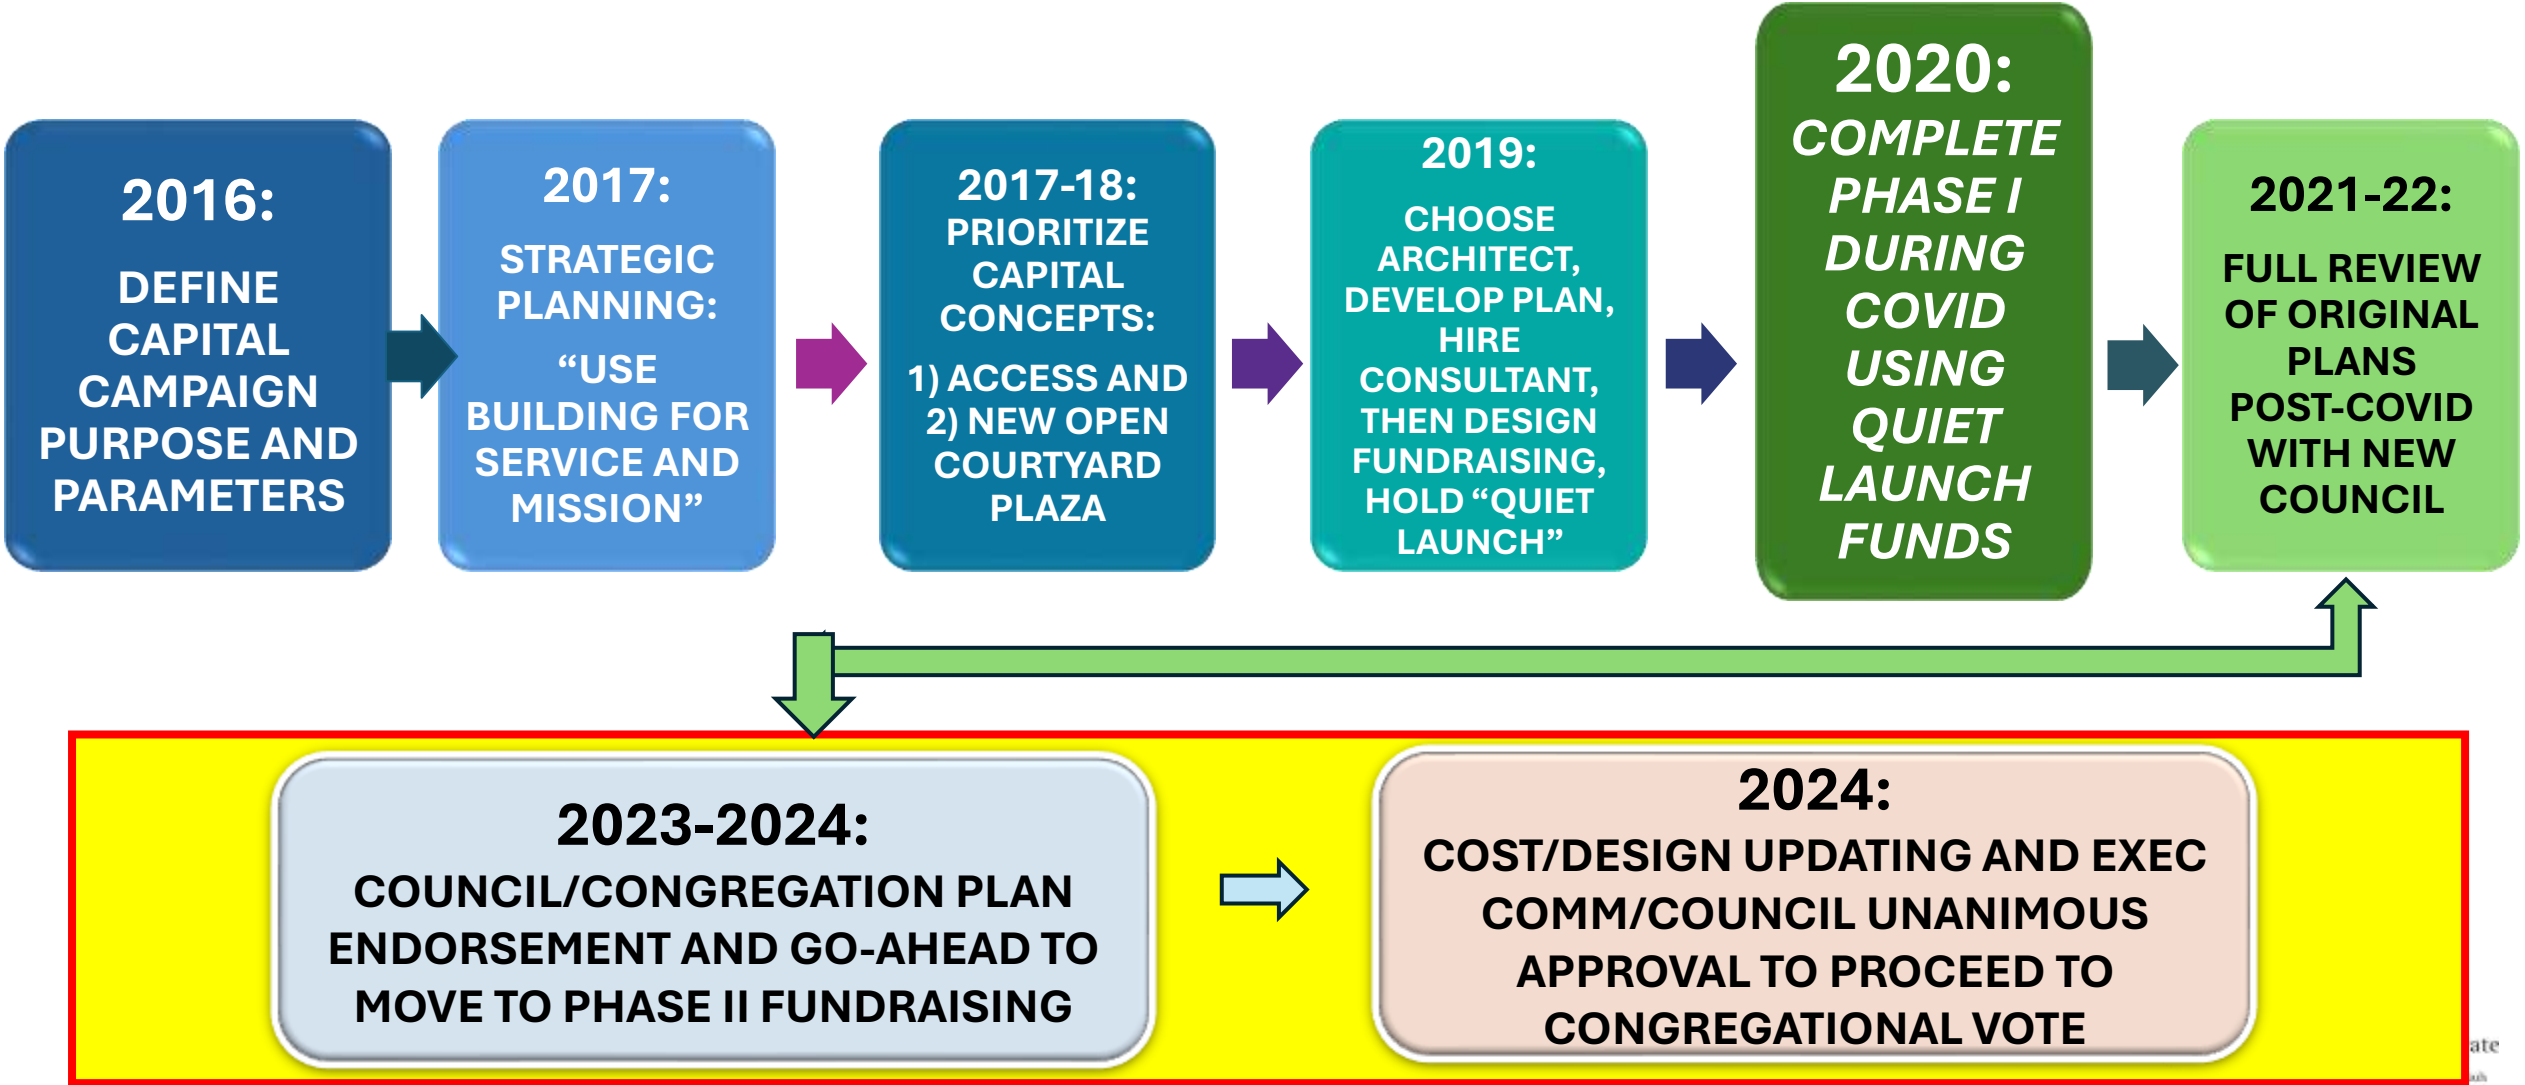 2016:
DEFINE
CAPITAL
CAMPAIGN
PURPOSE AND
PARAMETERS
2017:
STRATEGIC
PLANNING:
“USE
BUILDING FOR
SERVICE AND
MISSION”
2017-18:
PRIORITIZE
CAPITAL
CONCEPTS:
1) ACCESS AND
2) NEW OPEN
COURTYARD
PLAZA
2019:
CHOOSE
ARCHITECT,
DEVELOP PLAN,
HIRE
CONSULTANT,
THEN DESIGN
FUNDRAISING,
HOLD “QUIET
LAUNCH”
2020:
COMPLETE
PHASE I
DURING
COVID
USING
QUIET
LAUNCH
FUNDS
2021-22:
FULL REVIEW
OF ORIGINAL
PLANS
POST-COVID
WITH NEW
COUNCIL
2023-2024:
COUNCIL/CONGREGATION PLAN
ENDORSEMENT AND GO-AHEAD TO
MOVE TO PHASE II FUNDRAISING
2024:
COST/DESIGN UPDATING AND EXEC
COMM/COUNCIL UNANIMOUS
APPROVAL TO PROCEED TO
CONGREGATIONAL VOTE
ate